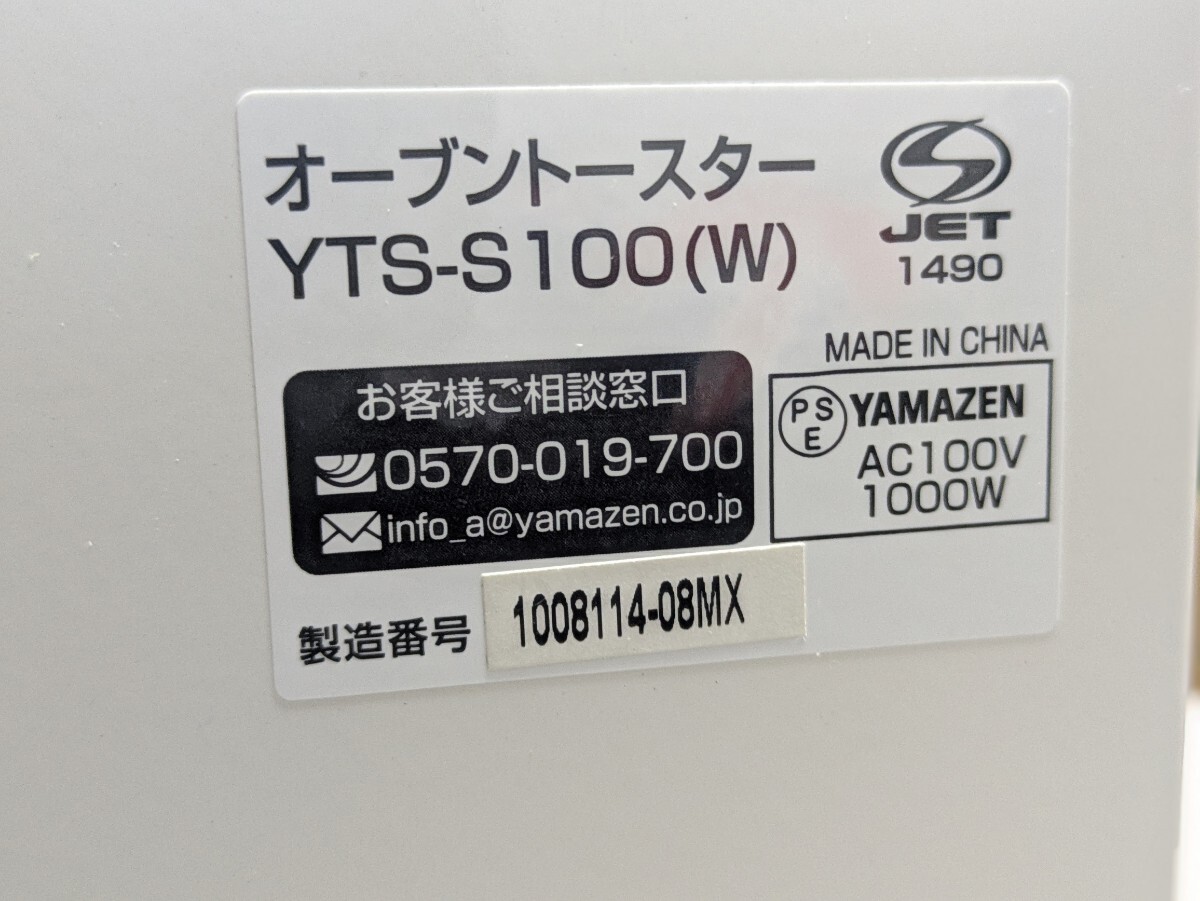 オーブントースター
YTS-S100(W)
S
JET
1490
MADE IN CHINA
お客様ご相談窓口
0570-019-700
info_a@yamazen.co.jp
PSE YAMAZEN
AC100V
1000W
製造番号 1008114-08MX